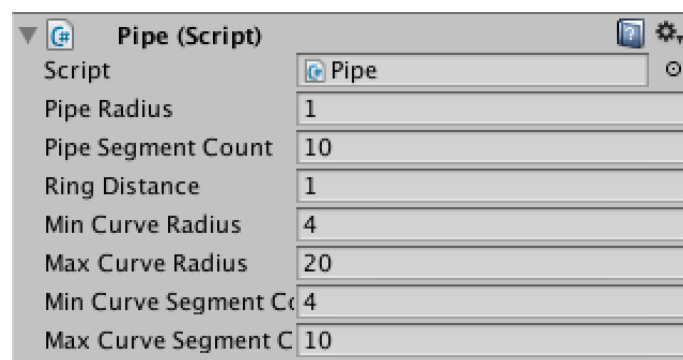 Pipe (Script)
Script Pipe
Pipe Radius 1
Pipe Segment Count 10
Ring Distance 1
Min Curve Radius 4
Max Curve Radius 20
Min Curve Segment Co 4
Max Curve Segment C 10